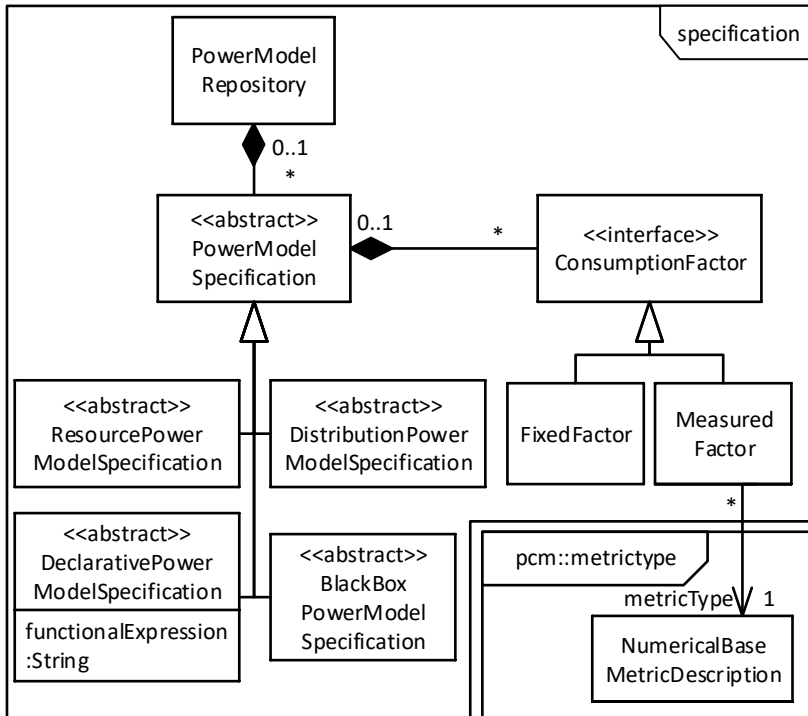 specification
PowerModel
Repository
0..1
*
<<abstract>>
PowerModel
Specification
0..1
*
<<interface>>
ConsumptionFactor
<<abstract>>
ResourcePower
ModelSpecification
<<abstract>>
DistributionPower
ModelSpecification
FixedFactor
Measured
Factor
*
<<abstract>>
DeclarativePower
ModelSpecification
functionalExpression
:String
<<abstract>>
BlackBox
PowerModel
Specification
pcm::metrictype
metricType
1
NumericalBase
MetricDescription